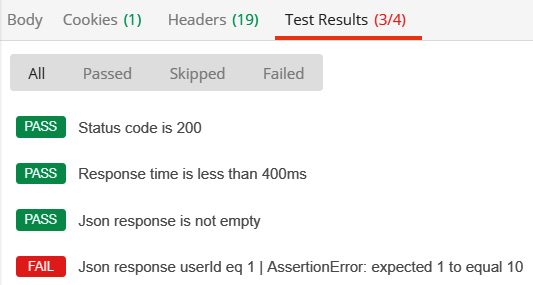 Body Cookies (1) Headers (19) Test Results (3/4)
All Passed Skipped Failed
PASS Status code is 200
PASS Response time is less than 400ms
PASS Json response is not empty
FAIL Json response userId eq 1 | AssertionError: expected 1 to equal 10